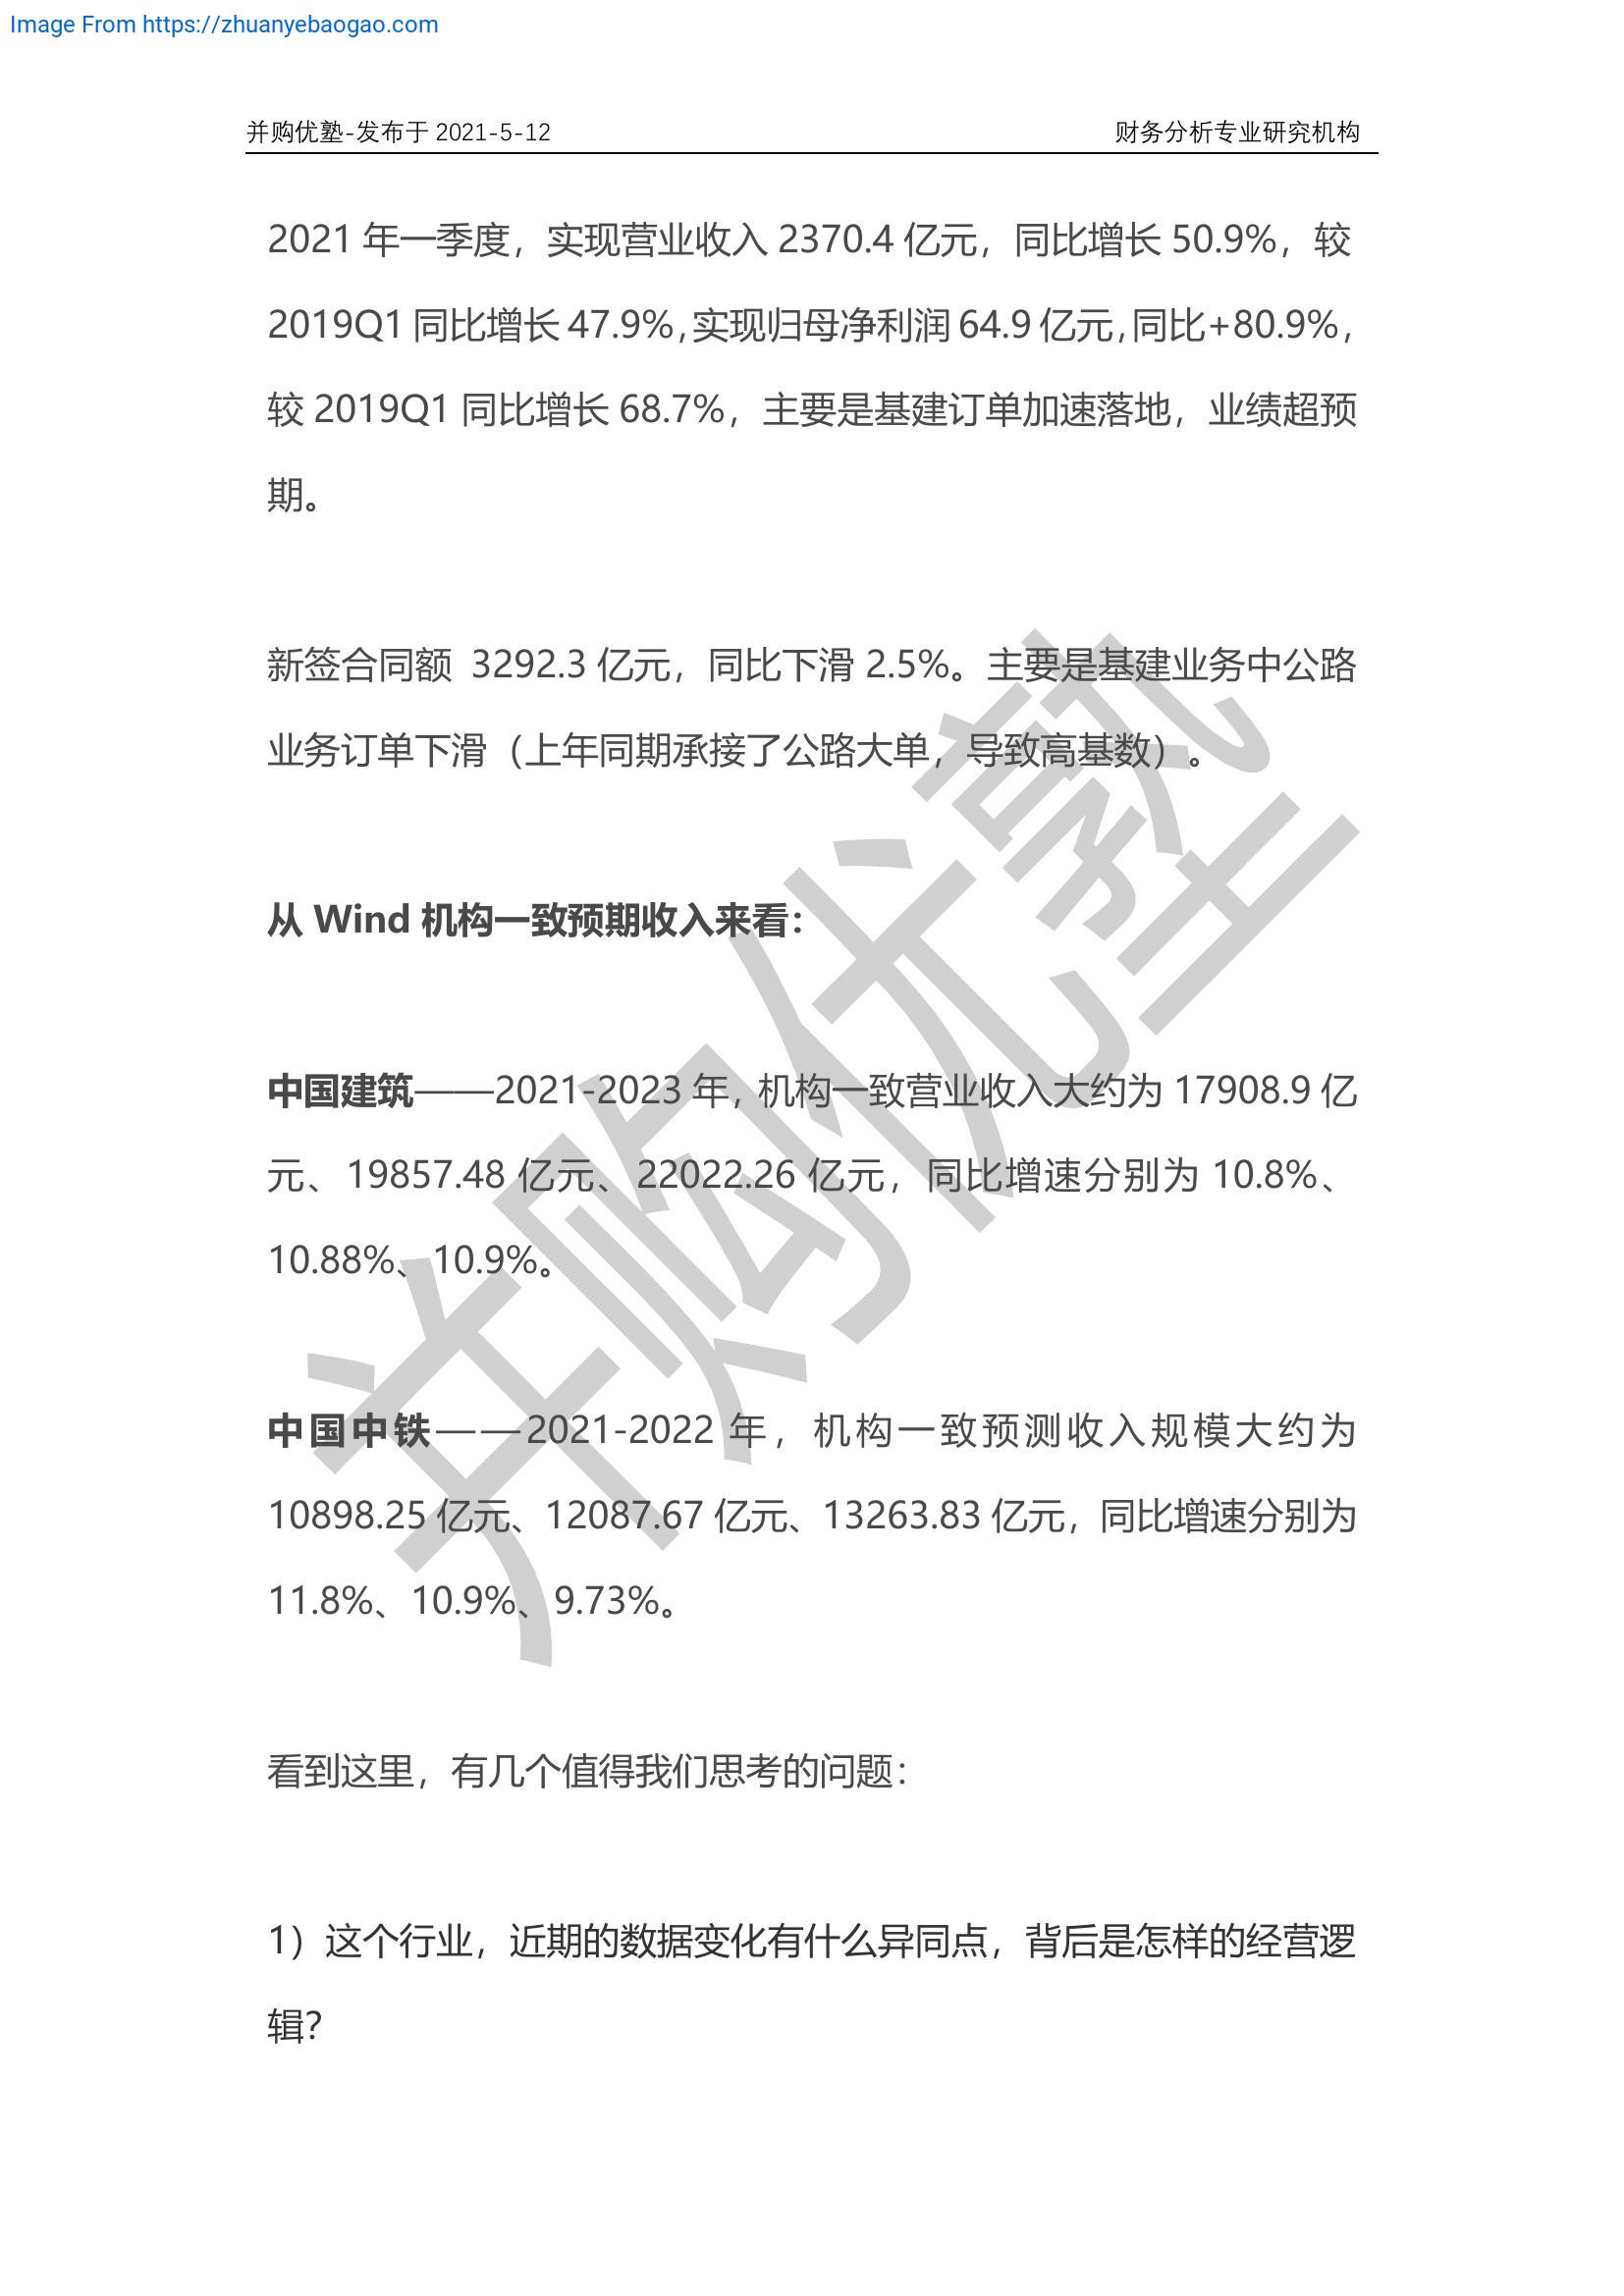 Image From https://zhuanyebaogao.com
并购优塾-发布于 2021-5-12 财务分析专业研究机构
2021 年一季度，实现营业收入 2370.4 亿元，同比增长 50.9%，较
2019Q1 同比增长 47.9%，实现归母净利润 64.9 亿元，同比+80.9%，
较 2019Q1 同比增长 68.7%，主要是基建订单加速落地，业绩超预
期。
新签合同额 3292.3 亿元，同比下滑 2.5%。主要是基建业务中公路
业务订单下滑（上年同期承接了公路大单，导致高基数）。
从 Wind 机构一致预期收入来看：
中国建筑——2021-2023 年，机构一致营业收入大约为 17908.9 亿
元、19857.48 亿元、22022.26 亿元，同比增速分别为 10.8%、
10.88%、10.9%。
中国中铁——2021-2022 年，机构一致预测收入规模大约为
10898.25 亿元、12087.67 亿元、13263.83 亿元，同比增速分别为
11.8%、10.9%、9.73%。
看到这里，有几个值得我们思考的问题：
1）这个行业，近期的数据变化有什么异同点，背后是怎样的经营逻
辑？
并购优塾